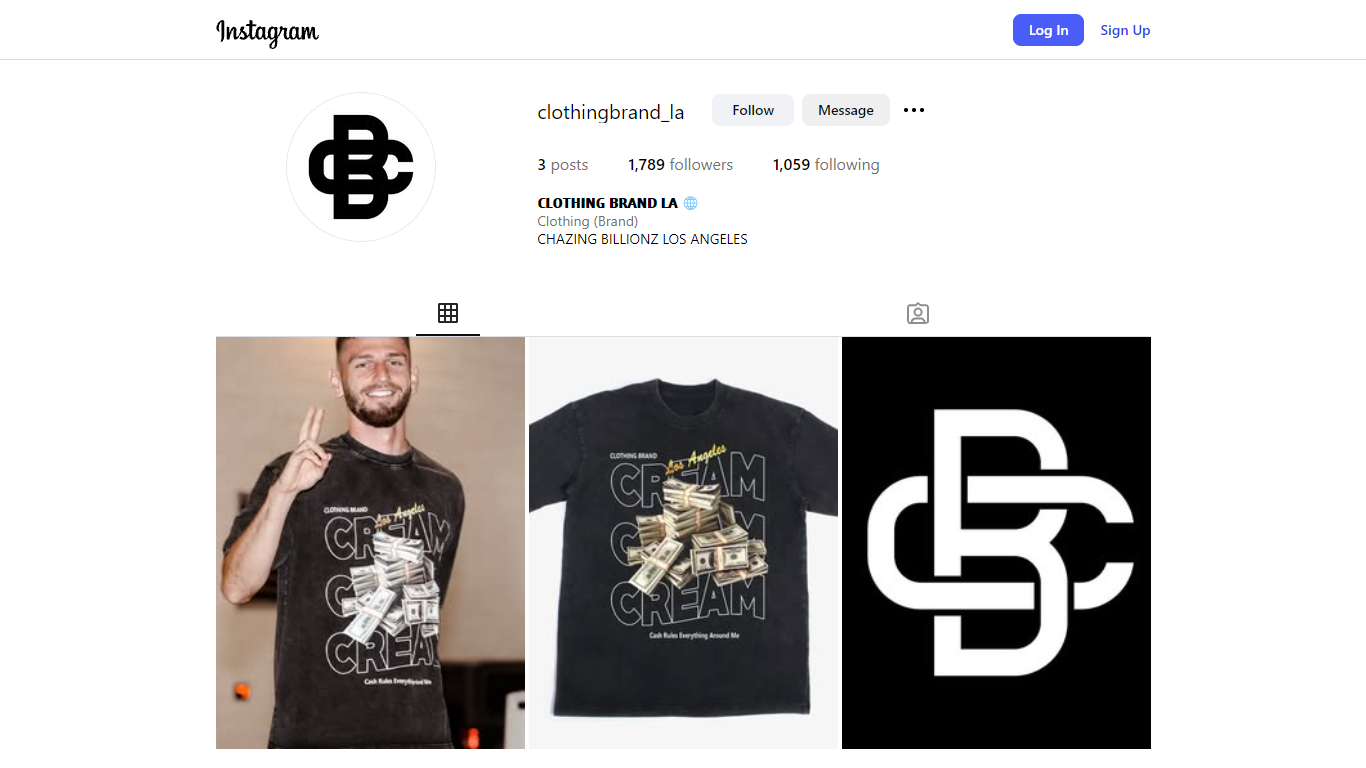 Instagram
Log In
Sign Up
clothingbrand_la
Follow
Message
3 posts
1,789 followers
1,059 following
CLOTHING BRAND LA
Clothing (Brand)
CHAZING BILLIONZ LOS ANGELES
CLOTHING BRAND
Los Angeles
CREAM
CREAM
Cash Rules Everything Around Me
CLOTHING BRAND
Los Angeles
CREAM
CREAM
Cash Rules Everything Around Me